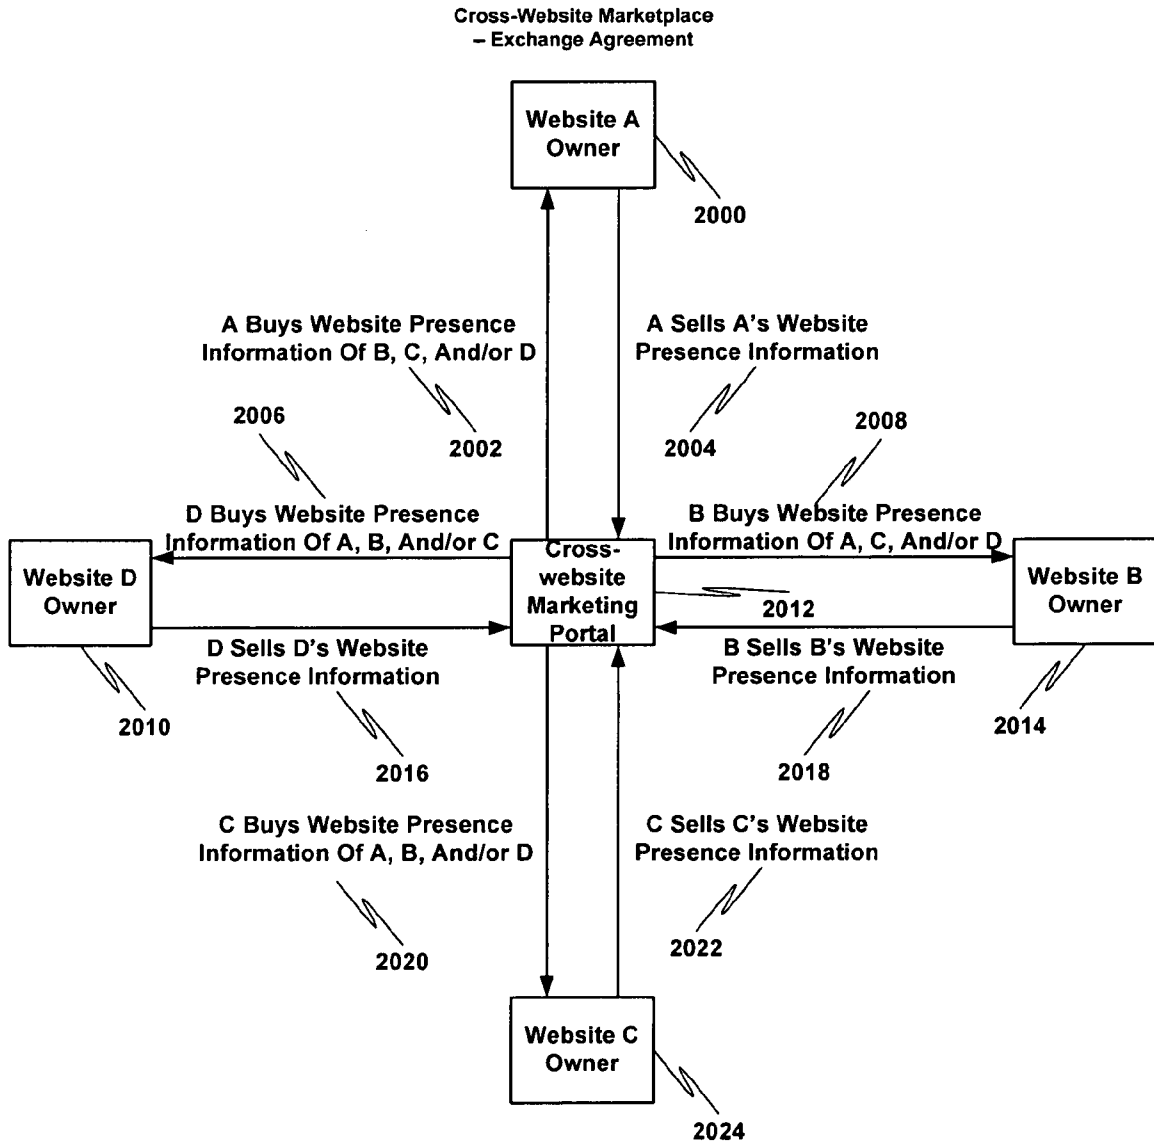 Cross-Website Marketplace
– Exchange Agreement
Website A
Owner
2000
A Buys Website Presence
Information Of B, C, And/or D
A Sells A's Website
Presence Information
2006
2002
2004
2008
D Buys Website Presence
Information Of A, B, And/or C
B Buys Website Presence
Information Of A, C, And/or D
Website D
Owner
Cross-
website
Marketing
Portal
2012
Website B
Owner
D Sells D's Website
Presence Information
B Sells B's Website
Presence Information
2010
2016
2018
2014
C Buys Website Presence
Information Of A, B, And/or D
C Sells C's Website
Presence Information
2020
2022
Website C
Owner
2024